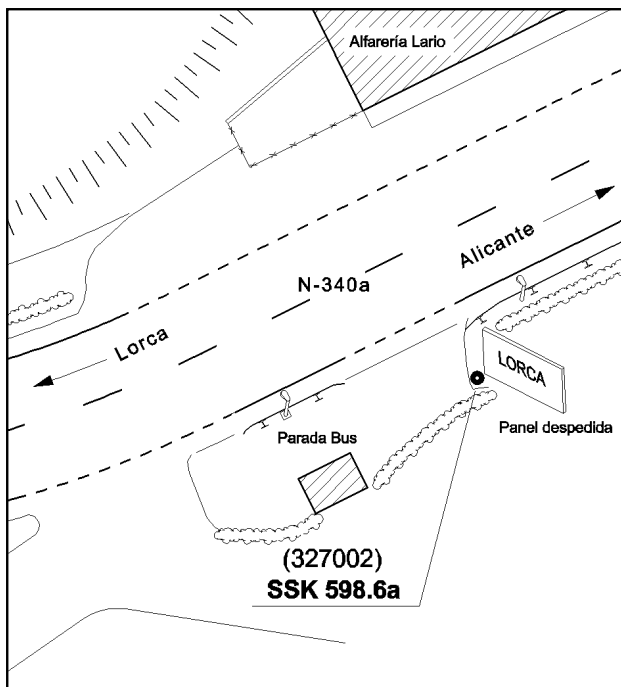 Alfarería Lario
Alicante
N-340a
Lorca
LORCA
Panel despedida
Parada Bus
(327002)
SSK 598.6a